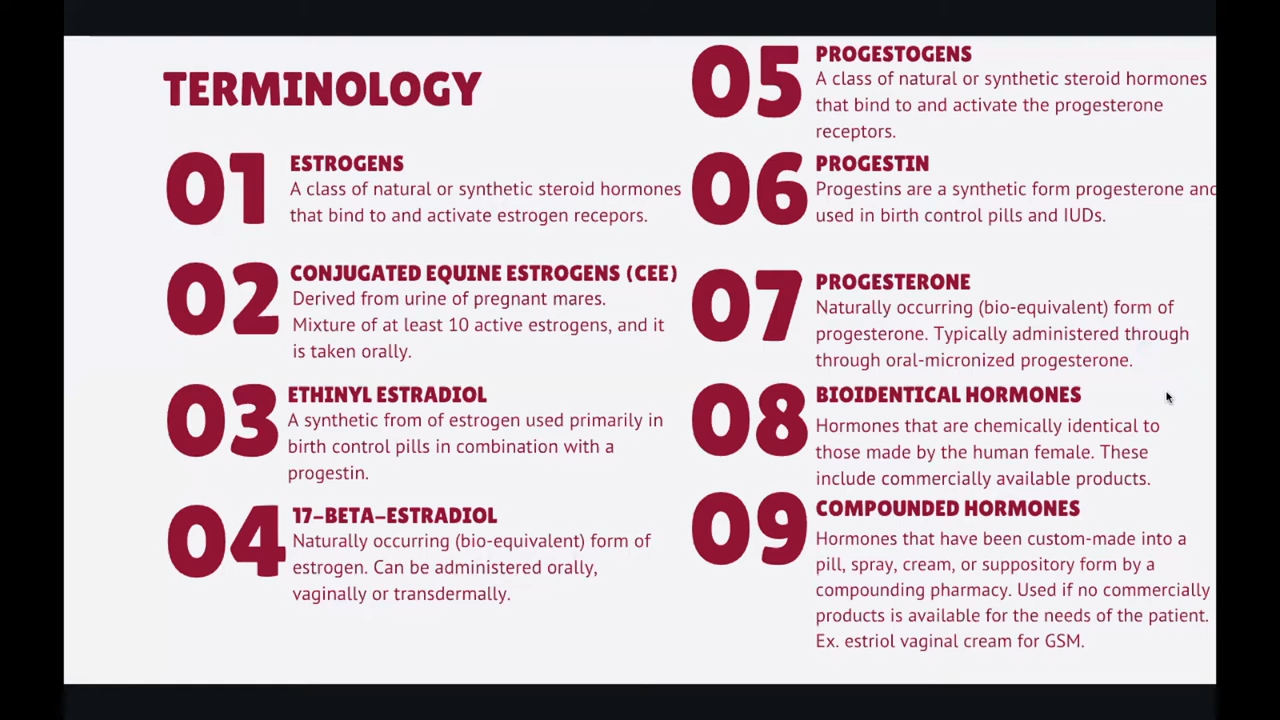 TERMINOLOGY
01
ESTROGENS
A class of natural or synthetic steroid hormones
that bind to and activate estrogen recepors.
02
CONJUGATED EQUINE ESTROGENS (CEE)
Derived from urine of pregnant mares.
Mixture of at least 10 active estrogens, and it
is taken orally.
03
ETHINYL ESTRADIOL
A synthetic from of estrogen used primarily in
birth control pills in combination with a
progestin.
04
17-BETA-ESTRADIOL
Naturally occurring (bio-equivalent) form of
estrogen. Can be administered orally,
vaginally or transdermally.
05
PROGESTOGENS
A class of natural or synthetic steroid hormones
that bind to and activate the progesterone
receptors.
06
PROGESTIN
Progestins are a synthetic form progesterone and
used in birth control pills and IUDs.
07
PROGESTERONE
Naturally occurring (bio-equivalent) form of
progesterone. Typically administered through
through oral-micronized progesterone.
08
BIOIDENTICAL HORMONES
Hormones that are chemically identical to
those made by the human female. These
include commercially available products.
09
COMPOUNDED HORMONES
Hormones that have been custom-made into a
pill, spray, cream, or suppository form by a
compounding pharmacy. Used if no commercially
products is available for the needs of the patient.
Ex. estriol vaginal cream for GSM.